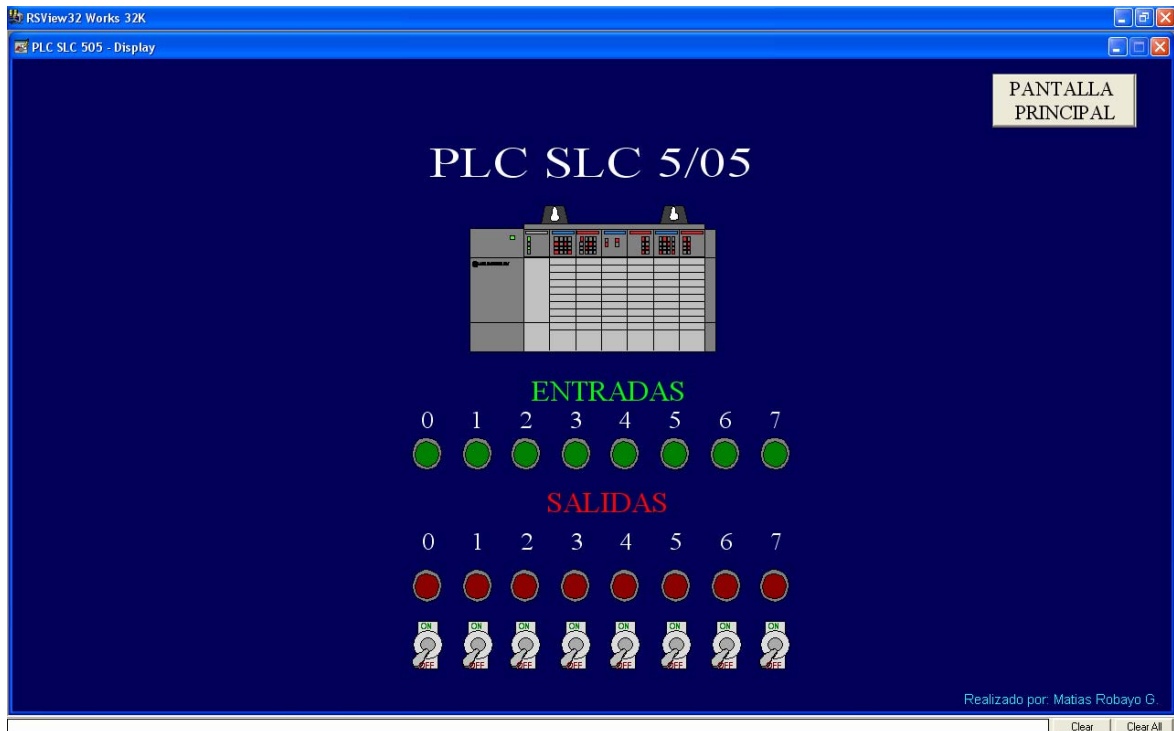 RSView32 Works 32K
PLC SLC 505 - Display
PANTALLA
PRINCIPAL
PLC SLC 5/05
ENTRADAS
0 1 2 3 4 5 6 7
SALIDAS
0 1 2 3 4 5 6 7
ON ON ON ON ON ON ON ON
OFF OFF OFF OFF OFF OFF OFF OFF
Realizado por: Matias Robayo G.
Clear Clear All